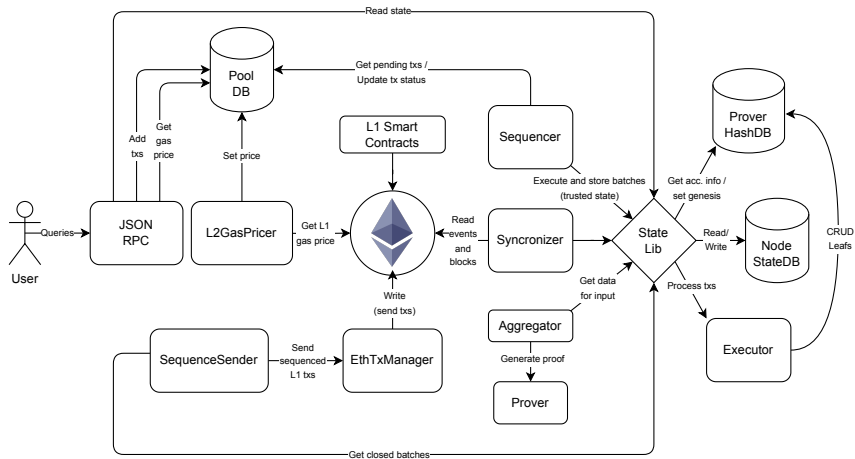 Read state
Pool
DB
Get pending txs /
Update tx status
Add
txs
Get
gas
price
Set price
L1 Smart
Contracts
Sequencer
Prover
HashDB
Execute and store batches
(trusted state)
Get acc. info /
set genesis
User
Queries
JSON
RPC
L2GasPricer
Get L1
gas price
Read
events
and
blocks
Syncronizer
State
Lib
Read/
Write
Node
StateDB
CRUD
Leafs
Write
(send txs)
Get data
for input
Process txs
Aggregator
Generate proof
Prover
Executor
SequenceSender
Send
sequenced
L1 txs
EthTxManager
Get closed batches